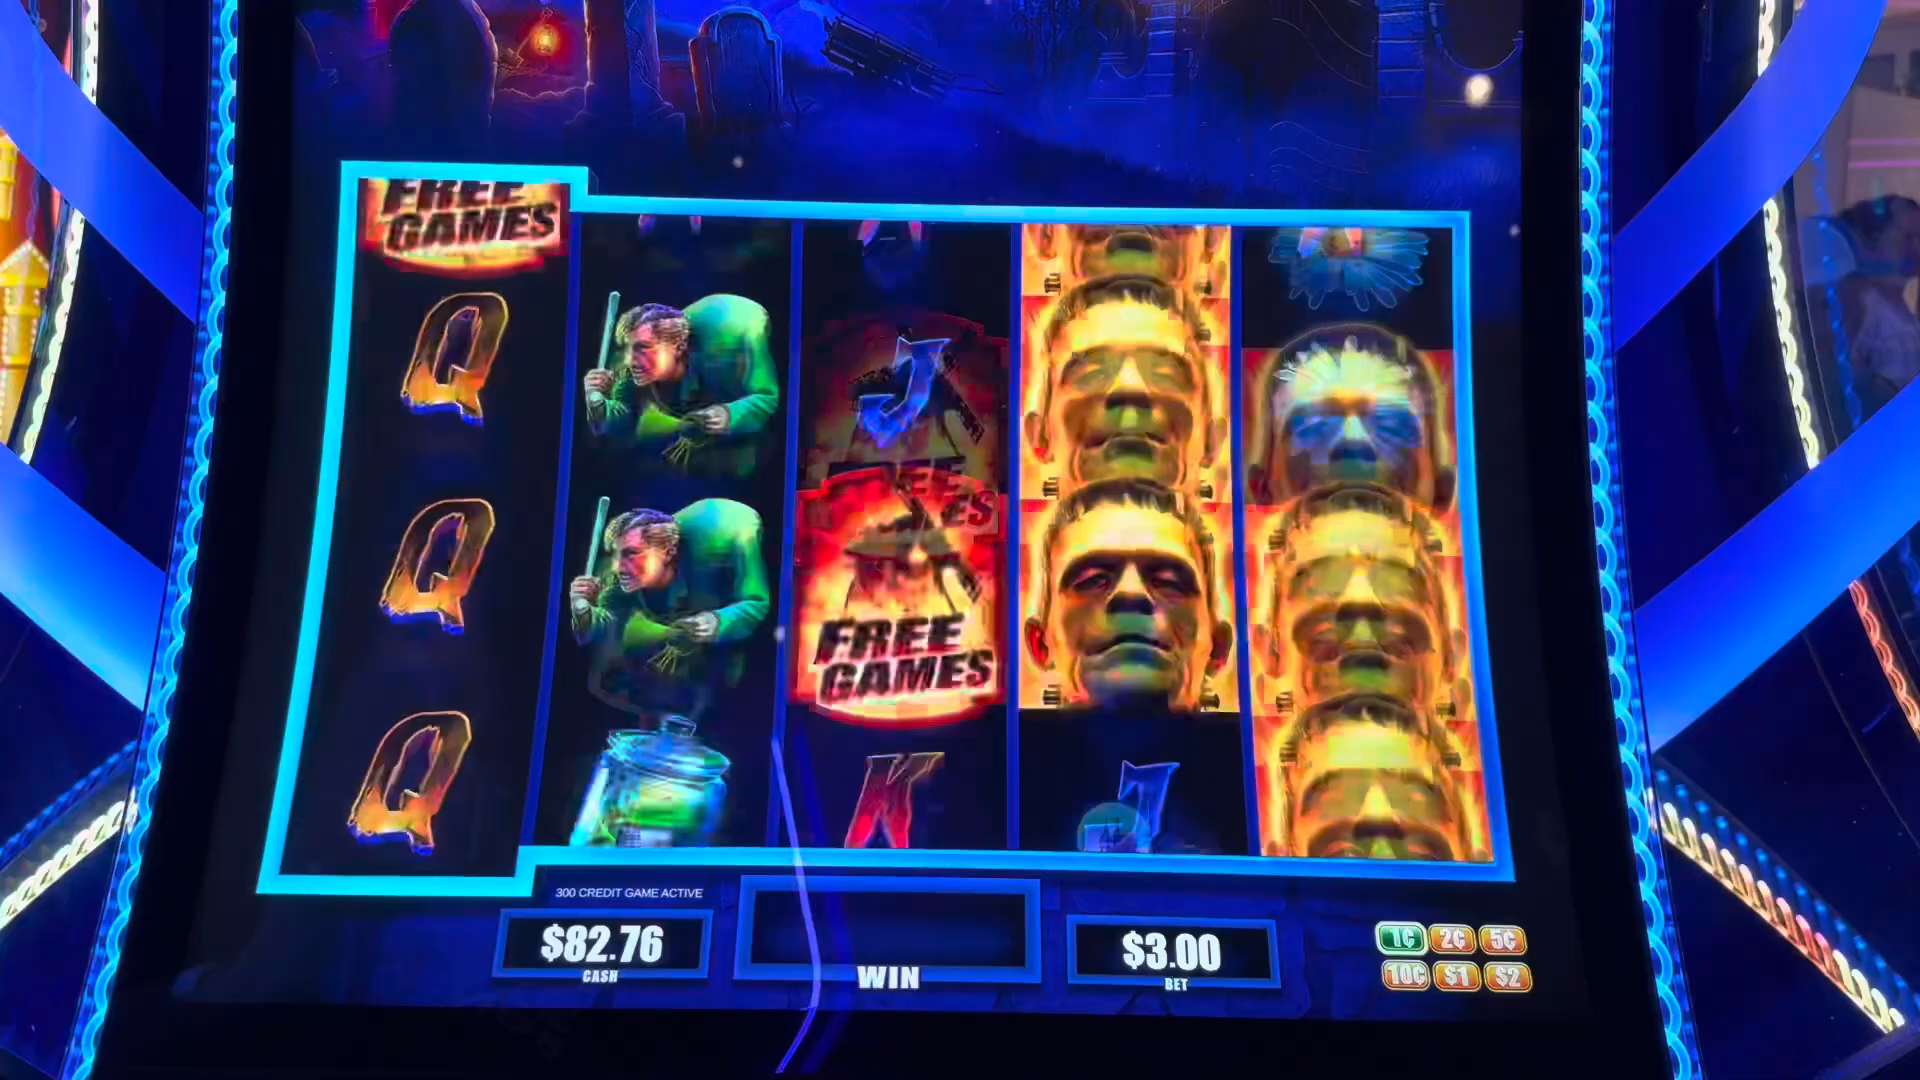 FREE
GAMES
Q
J
FREE
Q
FREE
GAMES
Q
K
J
300 CREDIT GAME ACTIVE
$82.76
CASH
WIN
$3.00
BET
1¢ 2¢ 5¢
10¢ $1 $2